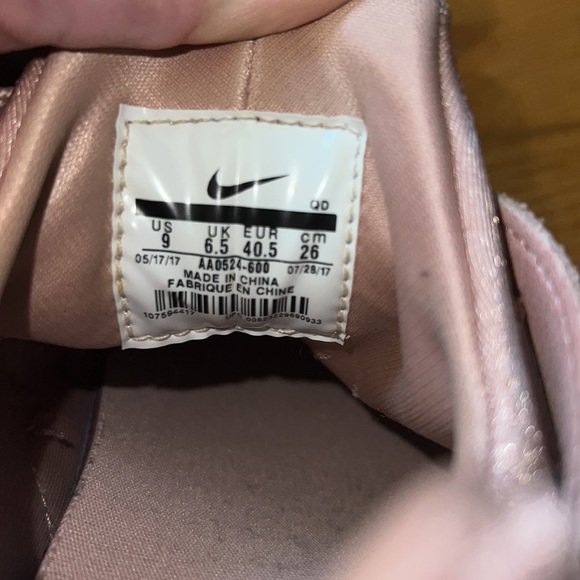 QD
US UK EUR cm
9 6.5 40.5 26
05/17/17 AA0524-600 07/28/17
MADE IN CHINA
FABRIQUE EN CHINE